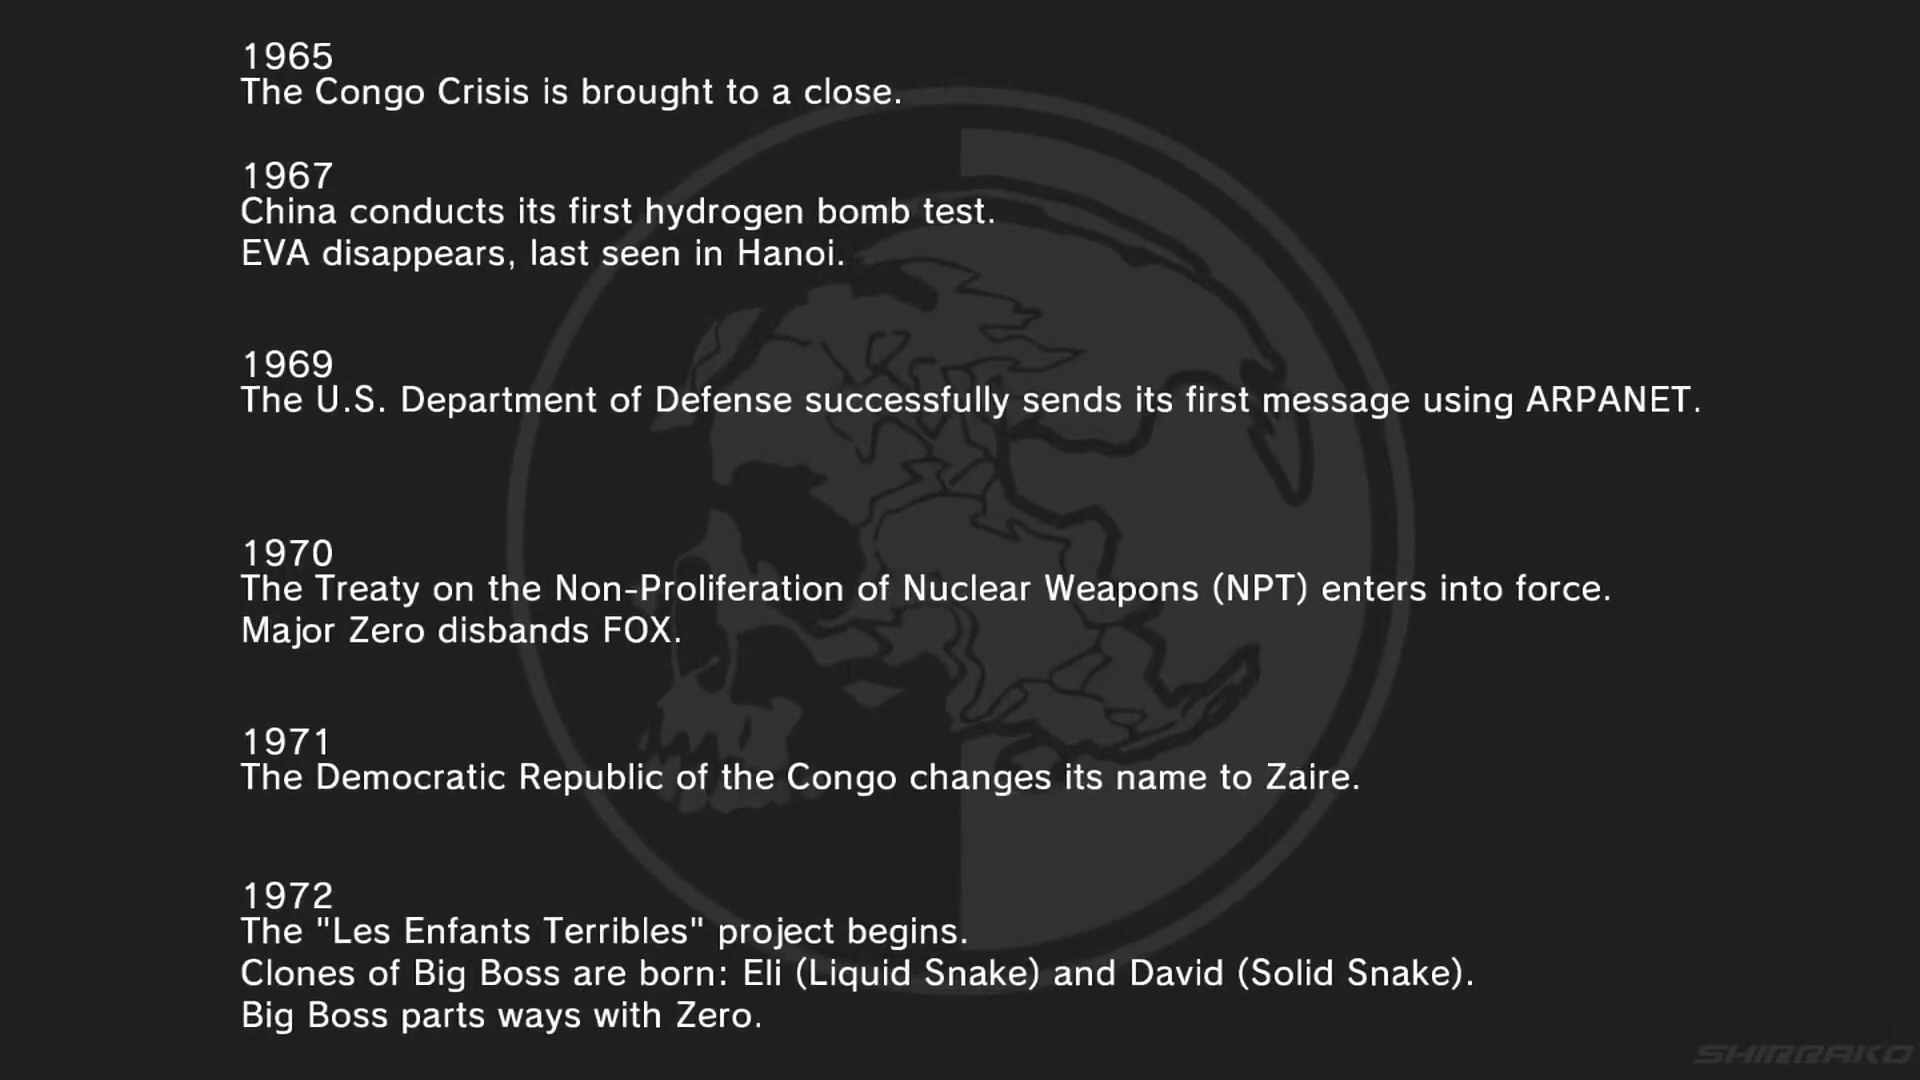 1965
The Congo Crisis is brought to a close.
1967
China conducts its first hydrogen bomb test.
EVA disappears, last seen in Hanoi.
1969
The U.S. Department of Defense successfully sends its first message using ARPANET.
1970
The Treaty on the Non-Proliferation of Nuclear Weapons (NPT) enters into force.
Major Zero disbands FOX.
1971
The Democratic Republic of the Congo changes its name to Zaire.
1972
The "Les Enfants Terribles" project begins.
Clones of Big Boss are born: Eli (Liquid Snake) and David (Solid Snake).
Big Boss parts ways with Zero.
SHIRRAKO